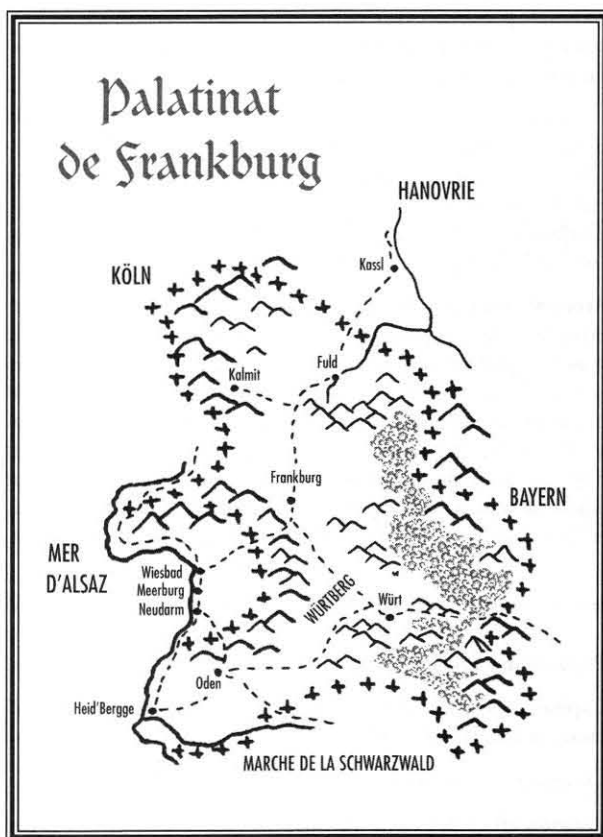 Palatinat
de Frankburg
HANOVRIE
Kassl
KÖLN
Fuld
Kalmit
Frankburg
BAYERN
MER
D'ALSAZ
Wiesbad
Meerburg
Neudarm
WÜRTBERG
Würt
Oden
Heid'Bergge
MARCHE DE LA SCHWARZWALD